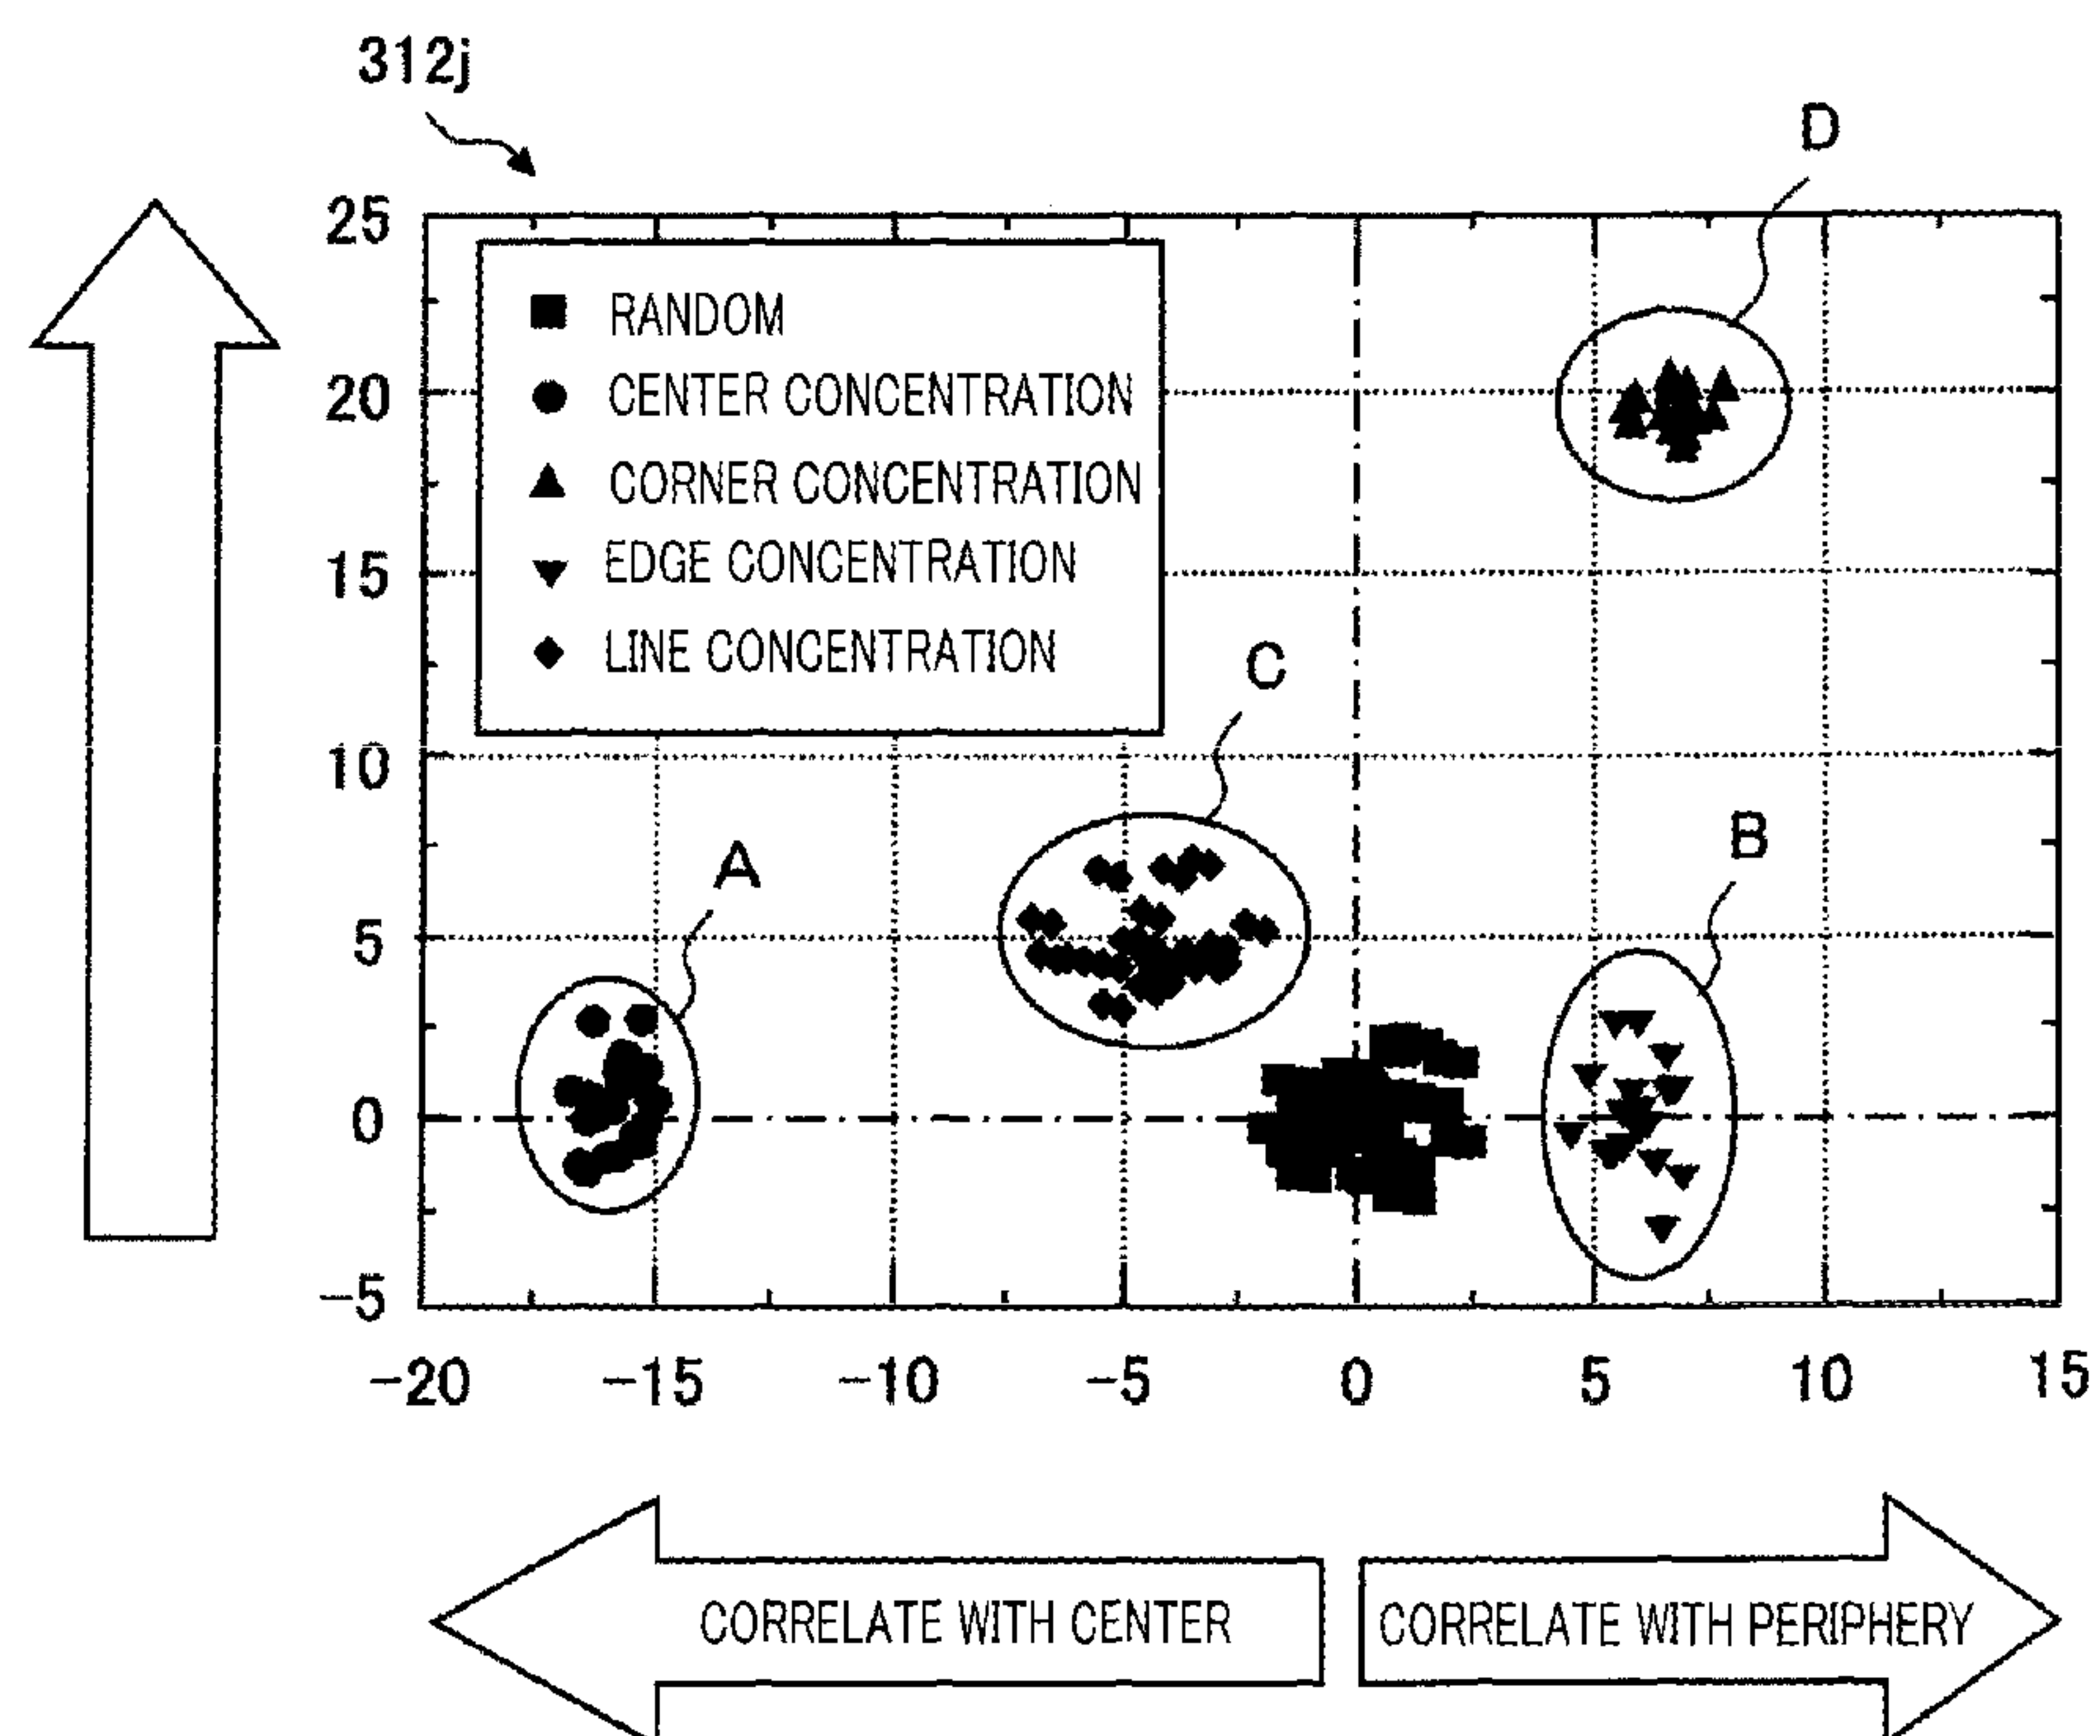 312j
D
25
RANDOM
20
CENTER CONCENTRATION
CORNER CONCENTRATION
15
EDGE CONCENTRATION
LINE CONCENTRATION
C
10
A
B
5
0
−5
−20 −15 −10 −5 0 5 10 15
CORRELATE WITH CENTER
CORRELATE WITH PERIPHERY